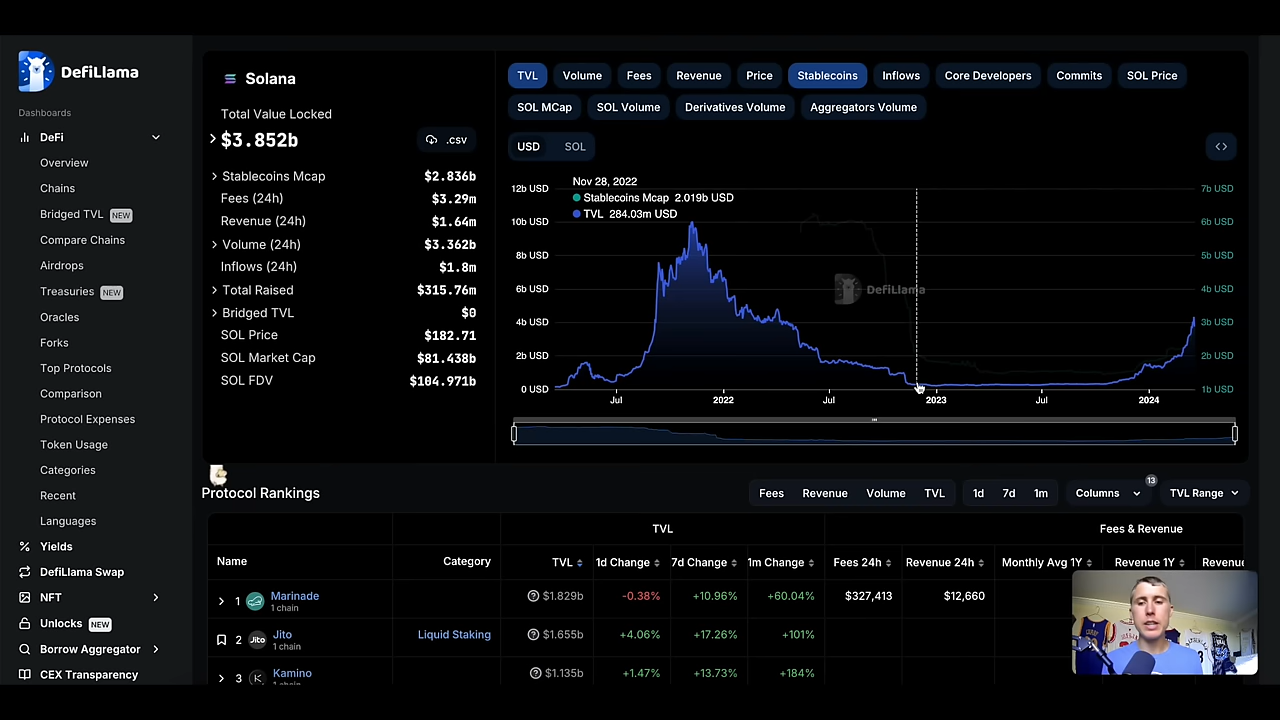 DefiLlama
Dashboards
DeFi
Overview
Chains
Bridged TVL NEW
Compare Chains
Airdrops
Treasuries NEW
Oracles
Forks
Top Protocols
Comparison
Protocol Expenses
Token Usage
Categories
Recent
Languages
Yields
DefiLlama Swap
NFT
Unlocks NEW
Borrow Aggregator
CEX Transparency
Solana
Total Value Locked
$3.852b .csv
Stablecoins Mcap $2.836b
Fees (24h) $3.29m
Revenue (24h) $1.64m
Volume (24h) $3.362b
Inflows (24h) $1.8m
Total Raised $315.76m
Bridged TVL $0
SOL Price $182.71
SOL Market Cap $81.438b
SOL FDV $104.971b
TVL Volume Fees Revenue Price Stablecoins Inflows Core Developers Commits SOL Price
SOL MCap SOL Volume Derivatives Volume Aggregators Volume
USD SOL
Nov 28, 2022
Stablecoins Mcap 2.019b USD
TVL 284.03m USD
12b USD 7b USD
10b USD 6b USD
8b USD 5b USD
6b USD 4b USD
4b USD 3b USD
2b USD 2b USD
0 USD 1b USD
DefiLlama
Jul 2022 Jul 2023 Jul 2024
Protocol Rankings
Fees Revenue Volume TVL 1d 7d 1m Columns 13 TVL Range
TVL Fees & Revenue
Name Category TVL 1d Change 7d Change 1m Change Fees 24h Revenue 24h Monthly Avg 1Y Revenue 1Y Revenue
1 Marinade $1.829b -0.38% +10.96% +60.04% $327,413 $12,660
1 chain
2 Jito Liquid Staking $1.655b +4.06% +17.26% +101%
1 chain
3 Kamino $1.135b +1.47% +13.73% +184%
1 chain